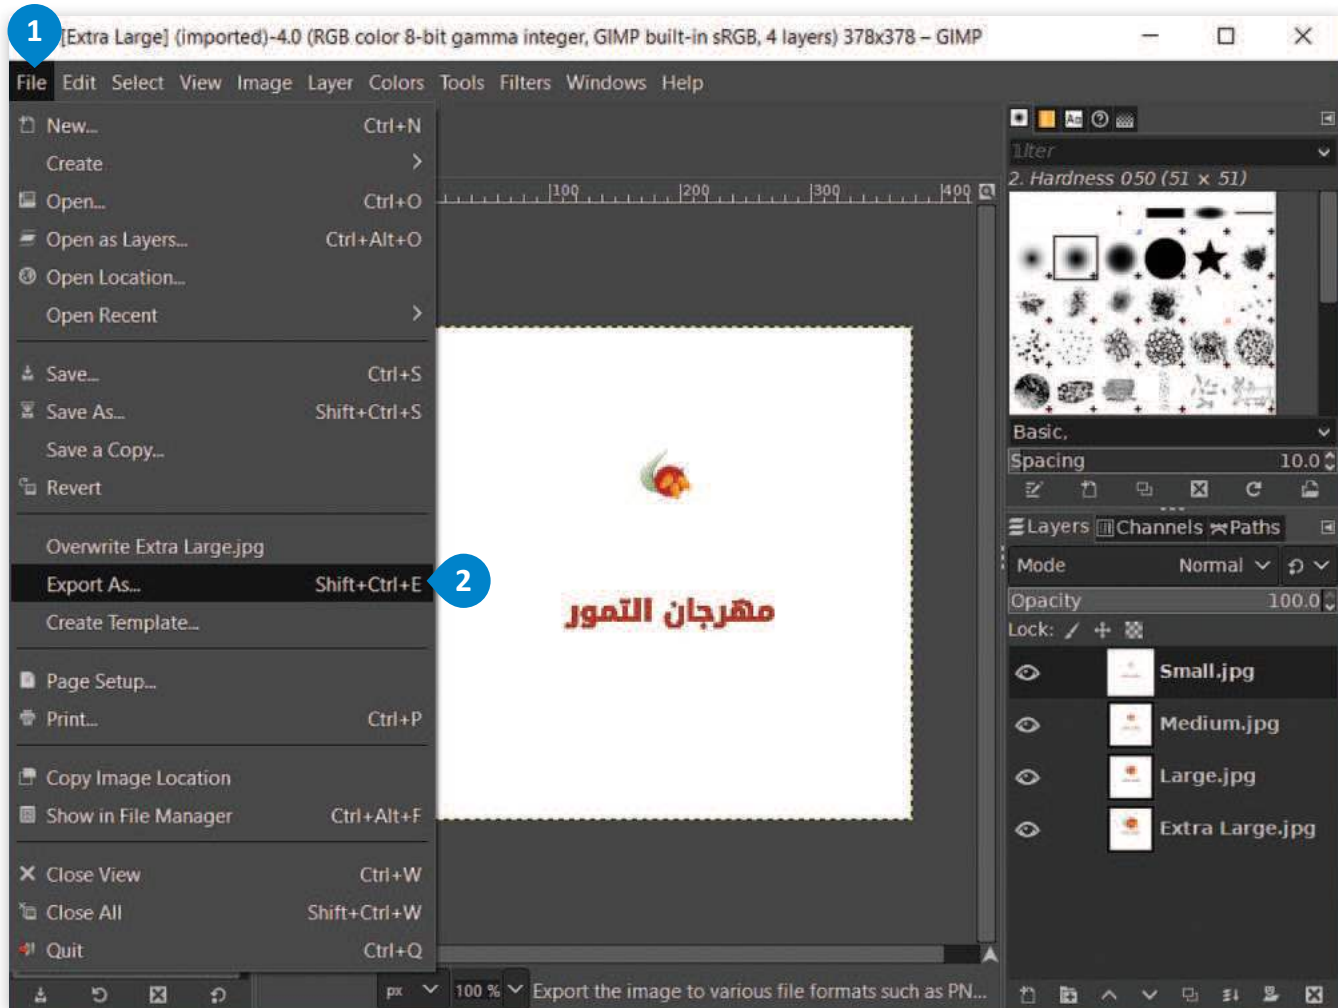 1
[Extra Large] (imported)-4.0 (RGB color 8-bit gamma integer, GIMP built-in sRGB, 4 layers) 378x378 – GIMP
File Edit Select View Image Layer Colors Tools Filters Windows Help
New... Ctrl+N
Create
Open... Ctrl+O
Open as Layers... Ctrl+Alt+O
Open Location...
Open Recent
Save... Ctrl+S
Save As... Shift+Ctrl+S
Save a Copy...
Revert
Overwrite Extra Large.jpg
Export As... Shift+Ctrl+E
2
Create Template...
Page Setup...
Print... Ctrl+P
Copy Image Location
Show in File Manager Ctrl+Alt+F
Close View Ctrl+W
Close All Shift+Ctrl+W
Quit Ctrl+Q
100 200 300 400
مهرجان التمور
px 100 % Export the image to various file formats such as PN...
Aa
2. Hardness 050 (51 × 51)
Basic,
Spacing 10.0
Layers Channels Paths
Mode Normal
Opacity 100.0
Lock:
Small.jpg
Medium.jpg
Large.jpg
Extra Large.jpg